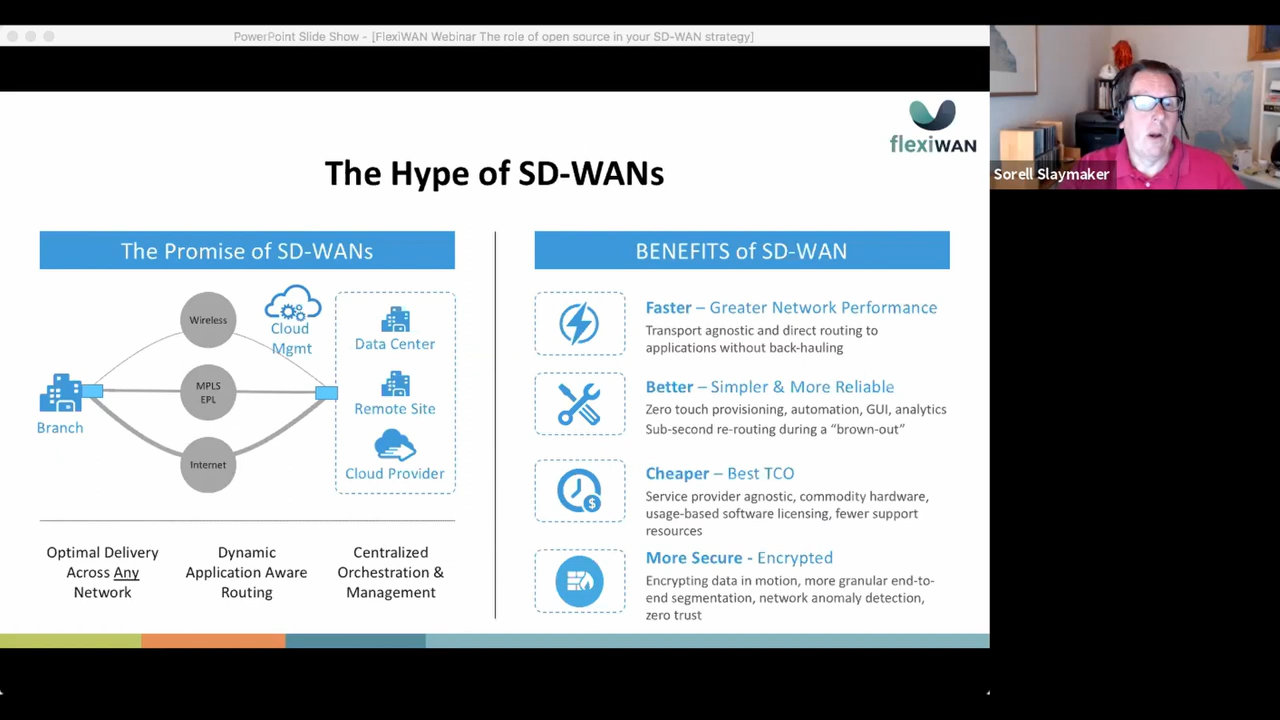 PowerPoint Slide Show - [FlexiWAN Webinar The role of open source in your SD-WAN strategy]
flexiWAN
Sorell Slaymaker
The Hype of SD-WANs
The Promise of SD-WANs
Wireless
Cloud
Mgmt
Data Center
MPLS
EPL
Remote Site
Branch
Internet
Cloud Provider
Optimal Delivery
Across Any
Network
Dynamic
Application Aware
Routing
Centralized
Orchestration &
Management
BENEFITS of SD-WAN
Faster – Greater Network Performance
Transport agnostic and direct routing to
applications without back-hauling
Better – Simpler & More Reliable
Zero touch provisioning, automation, GUI, analytics
Sub-second re-routing during a “brown-out”
$
Cheaper – Best TCO
Service provider agnostic, commodity hardware,
usage-based software licensing, fewer support
resources
More Secure - Encrypted
Encrypting data in motion, more granular end-to-
end segmentation, network anomaly detection,
zero trust